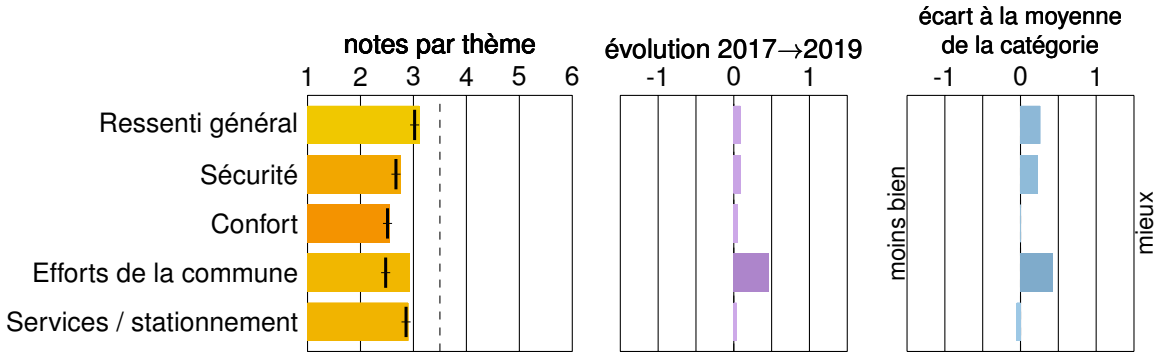 notes par thème
évolution 2017→2019
écart à la moyenne
de la catégorie
1 2 3 4 5 6
-1 0 1
-1 0 1
Ressenti général
Sécurité
Confort
Efforts de la commune
Services / stationnement
moins bien
mieux